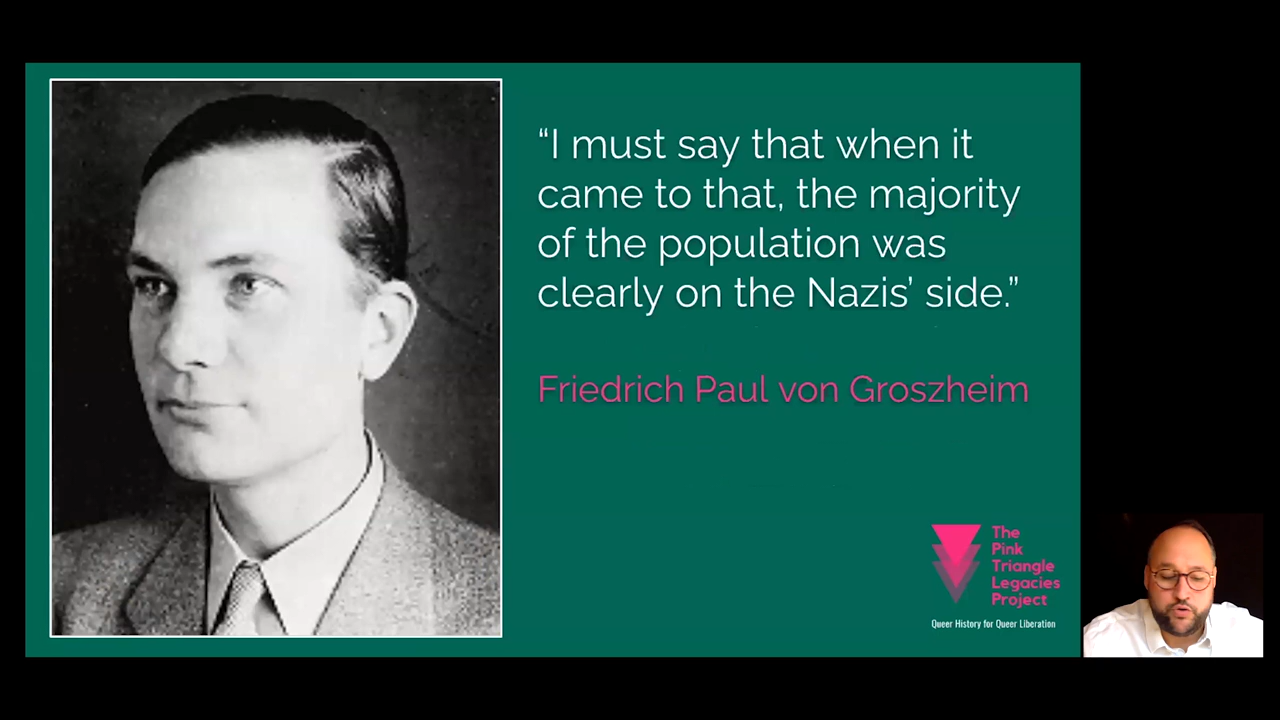 “I must say that when it
came to that, the majority
of the population was
clearly on the Nazis’ side.”
Friedrich Paul von Groszheim
The
Pink
Triangle
Legacies
Project
Queer History for Queer Liberation